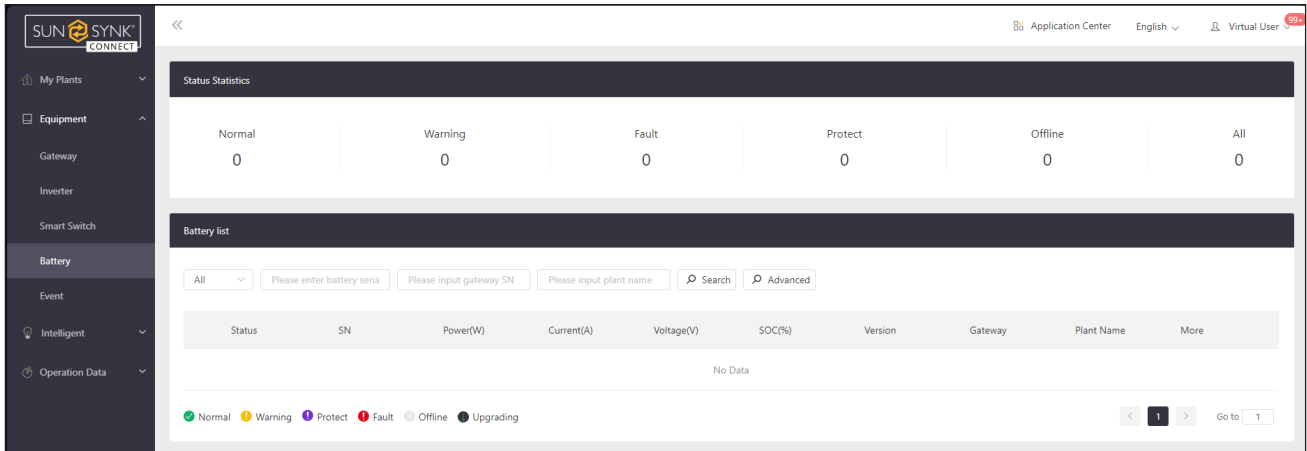 SUN SYNK®
CONNECT
Application Center English Virtual User 99+
My Plants
Equipment
Gateway
Inverter
Smart Switch
Battery
Event
Intelligent
Operation Data
Status Statistics
Normal Warning Fault Protect Offline All
0 0 0 0 0 0
Battery list
All Please enter battery seria Please input gateway SN Please input plant name Search Advanced
Status SN Power(W) Current(A) Voltage(V) SOC(%) Version Gateway Plant Name More
No Data
Normal Warning Protect Fault Offline Upgrading < 1 > Go to 1